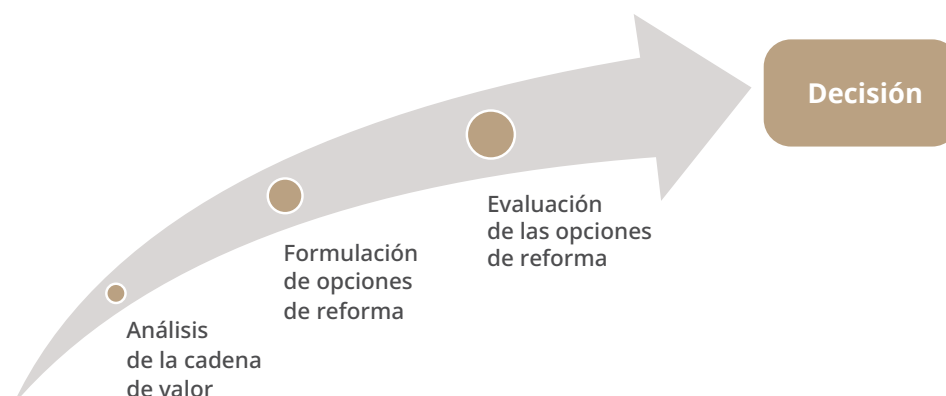 Análisis
de la cadena
de valor
Formulación
de opciones
de reforma
Evaluación
de las opciones
de reforma
Decisión